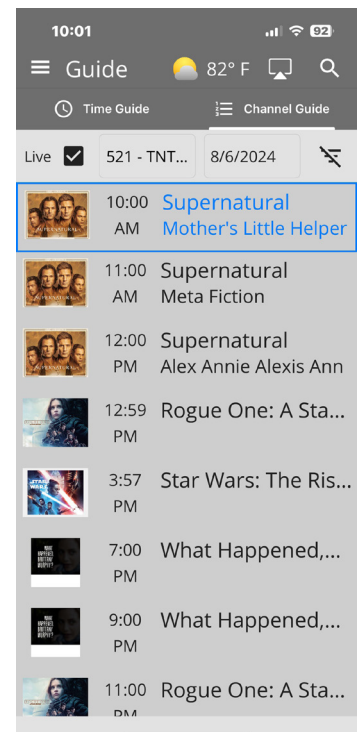 10:01
92
Guide
82° F
Time Guide
Channel Guide
Live
521 - TNT...
8/6/2024
10:00 AM
Supernatural
Mother's Little Helper
11:00 AM
Supernatural
Meta Fiction
12:00 PM
Supernatural
Alex Annie Alexis Ann
12:59 PM
Rogue One: A Sta...
3:57 PM
Star Wars: The Ris...
7:00 PM
What Happened,...
9:00 PM
What Happened,...
11:00 PM
Rogue One: A Sta...